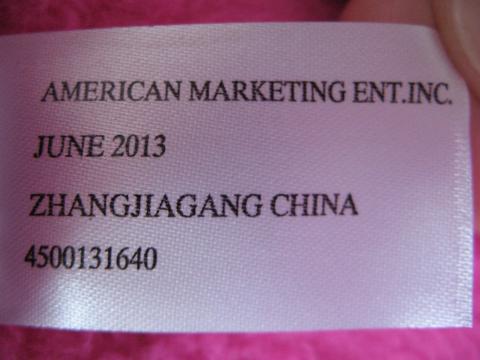 AMERICAN MARKETING ENT.INC.
JUNE 2013
ZHANGJIAGANG CHINA
4500131640